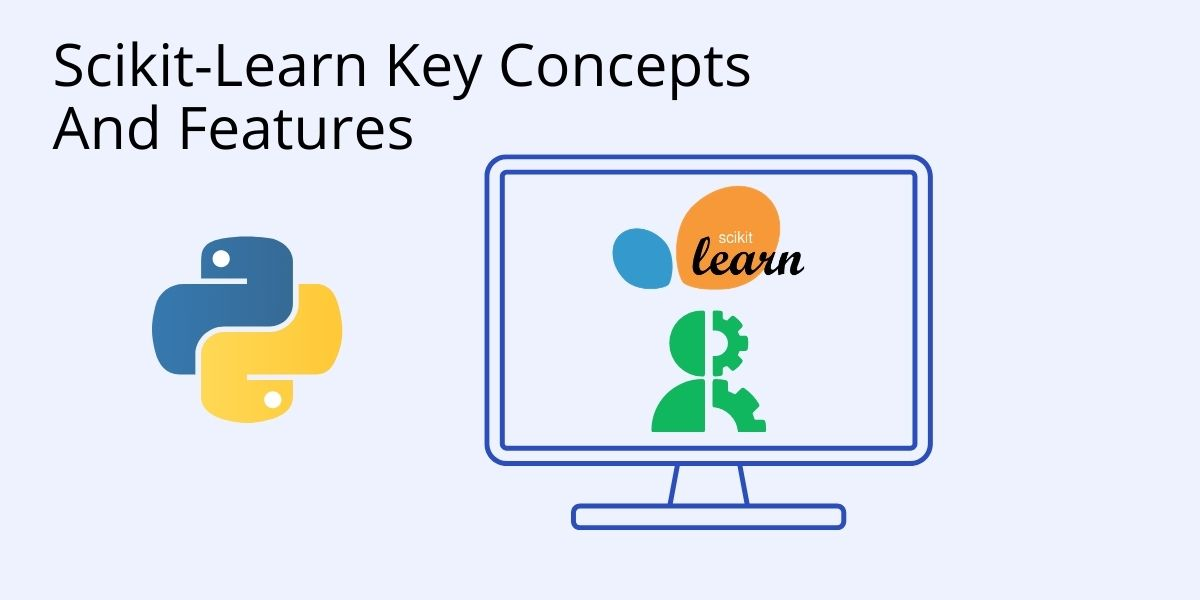 Scikit-Learn Key Concepts
And Features
scikit
learn